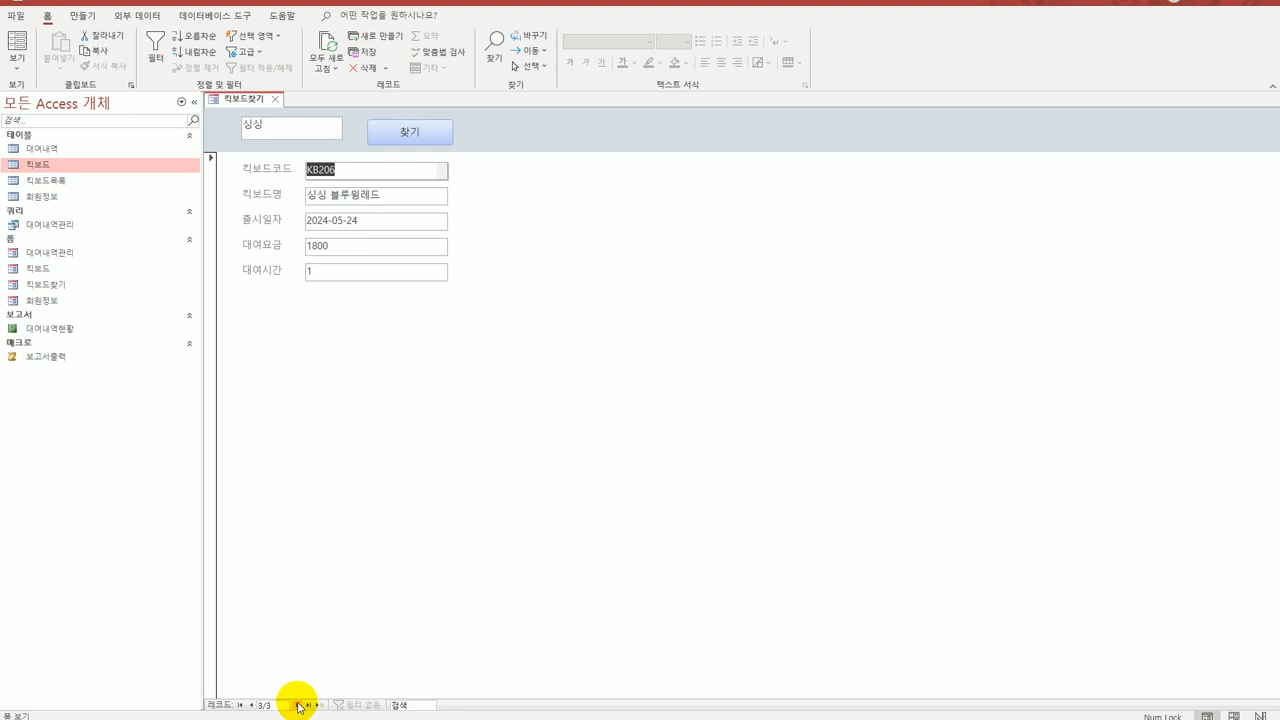 파일 홈 만들기 외부 데이터 데이터베이스 도구 도움말 어떤 작업을 원하시나요?
보기
보기
붙여넣기
잘라내기
복사
서식 복사
클립보드
필터
오름차순
내림차순
정렬 제거
선택 영역
고급
필터 적용/해제
정렬 및 필터
모두 새로
고침
새로 만들기
저장
삭제
요약
맞춤법 검사
기타
레코드
찾기
바꾸기
이동
선택
찾기
가 가 가 가
텍스트 서식
모든 Access 개체
검색...
테이블
대여내역
킥보드
킥보드목록
회원정보
쿼리
대여내역관리
폼
대여내역관리
킥보드
킥보드찾기
회원정보
보고서
대여내역현황
매크로
보고서출력
킥보드찾기
싱싱 찾기
킥보드코드 KB206
킥보드명 싱싱 블루윙레드
출시일자 2024-05-24
대여요금 1800
대여시간 1
레코드: 3/3 필터 없음 검색
폼 보기 Num Lock